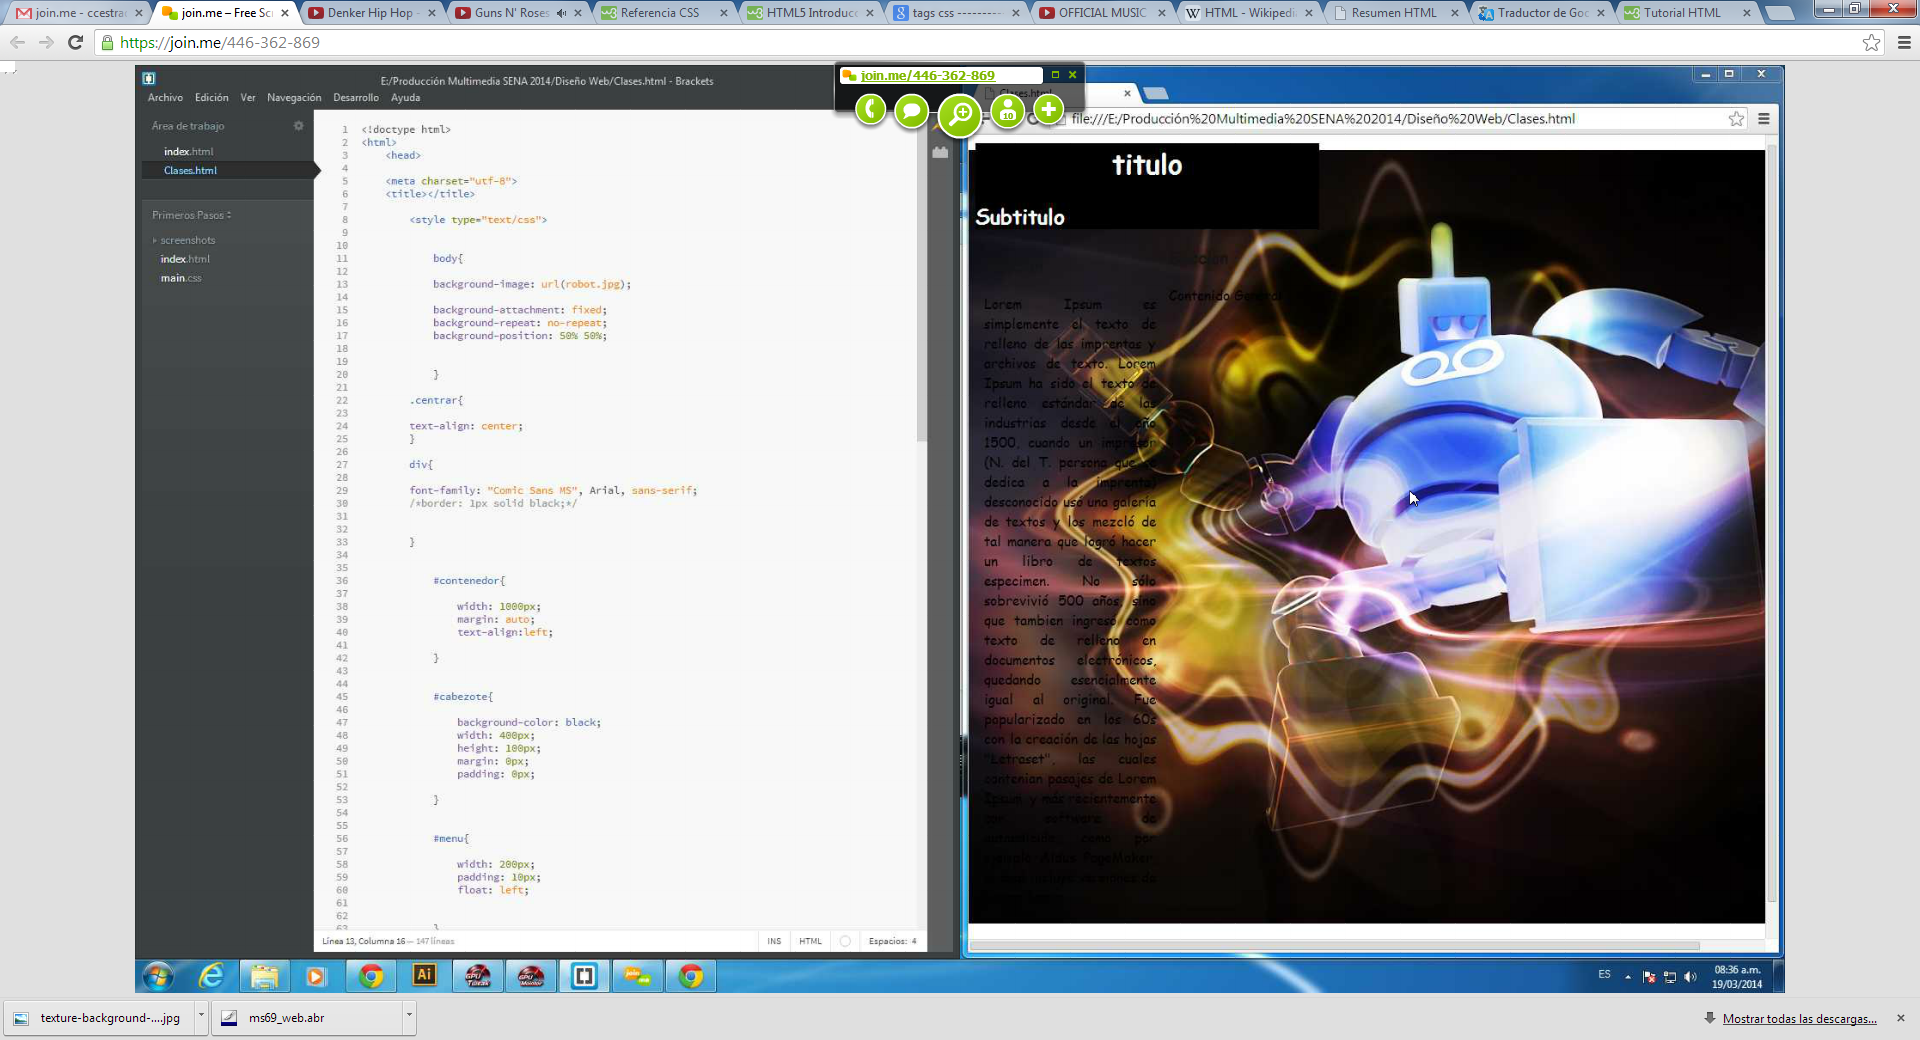 join.me - ccestra
join.me – Free Sc
Denker Hip Hop -
Guns N' Roses
Referencia CSS
HTML5 Introducc
tags css ----------
OFFICIAL MUSIC
HTML - Wikipedi
Resumen HTML
Traductor de Goo
Tutorial HTML
https://join.me/446-362-869
E:/Producción Multimedia SENA 2014/Diseño Web/Clases.html - Brackets
join.me/446-362-869
Archivo Edición Ver Navegación Desarrollo Ayuda
Clases.html
10
file:///E:/Producción%20Multimedia%20SENA%202014/Diseño%20Web/Clases.html
Área de trabajo
index.html
Clases.html
Primeros Pasos
screenshots
index.html
main.css
1 <!doctype html>
2 <html>
3 <head>
4
5 <meta charset="utf-8">
6 <title></title>
7
8 <style type="text/css">
9
10
11 body{
12
13 background-image: url(robot.jpg);
14
15 background-attachment: fixed;
16 background-repeat: no-repeat;
17 background-position: 50% 50%;
18
19
20 }
21
22 .centrar{
23
24 text-align: center;
25 }
26
27 div{
28
29 font-family: "Comic Sans MS", Arial, sans-serif;
30 /*border: 1px solid black;*/
31
32
33 }
34
35
36 #contenedor{
37
38 width: 1000px;
39 margin: auto;
40 text-align:left;
41
42 }
43
44
45 #cabezote{
46
47 background-color: black;
48 width: 400px;
49 height: 100px;
50 margin: 0px;
51 padding: 0px;
52
53 }
54
55
56 #menu{
57
58 width: 200px;
59 padding: 10px;
60 float: left;
61
62
63 }
Línea 13, Columna 16 — 147 líneas
INS HTML Espacios: 4
titulo
Subtitulo
Contenido
Lorem Ipsum es
simplemente el texto de
relleno de las imprentas y
archivos de texto. Lorem
Ipsum ha sido el texto de
relleno estándar de las
industrias desde el año
1500, cuando un impresor
(N. del T. persona que se
dedica a la imprenta)
desconocido usó una galería
de textos y los mezcló de
tal manera que logró hacer
un libro de textos
especimen. No sólo
sobrevivió 500 años, sino
que tambien ingresó como
texto de relleno en
documentos electrónicos,
quedando esencialmente
igual al original. Fue
popularizado en los 60s
con la creación de las hojas
"Letraset", las cuales
contenian pasajes de Lorem
Ipsum, y más recientemente
con software de
Aldus PageMaker,
Ai
GPU Tweak
ES
08:36 a.m.
19/03/2014
texture-background-....jpg
ms69_web.abr
Mostrar todas las descargas...